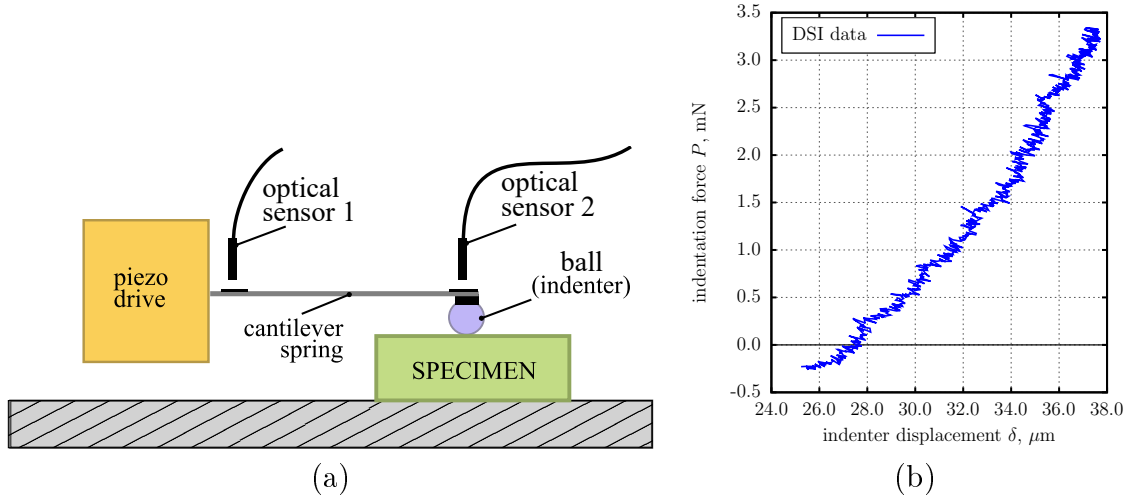 optical
sensor 1
optical
sensor 2
piezo
drive
ball
(indenter)
cantilever
spring
SPECIMEN
(a)
DSI data
indentation force P, mN
3.5
3.0
2.5
2.0
1.5
1.0
0.5
0.0
-0.5
24.0 26.0 28.0 30.0 32.0 34.0 36.0 38.0
indenter displacement δ, μm
(b)